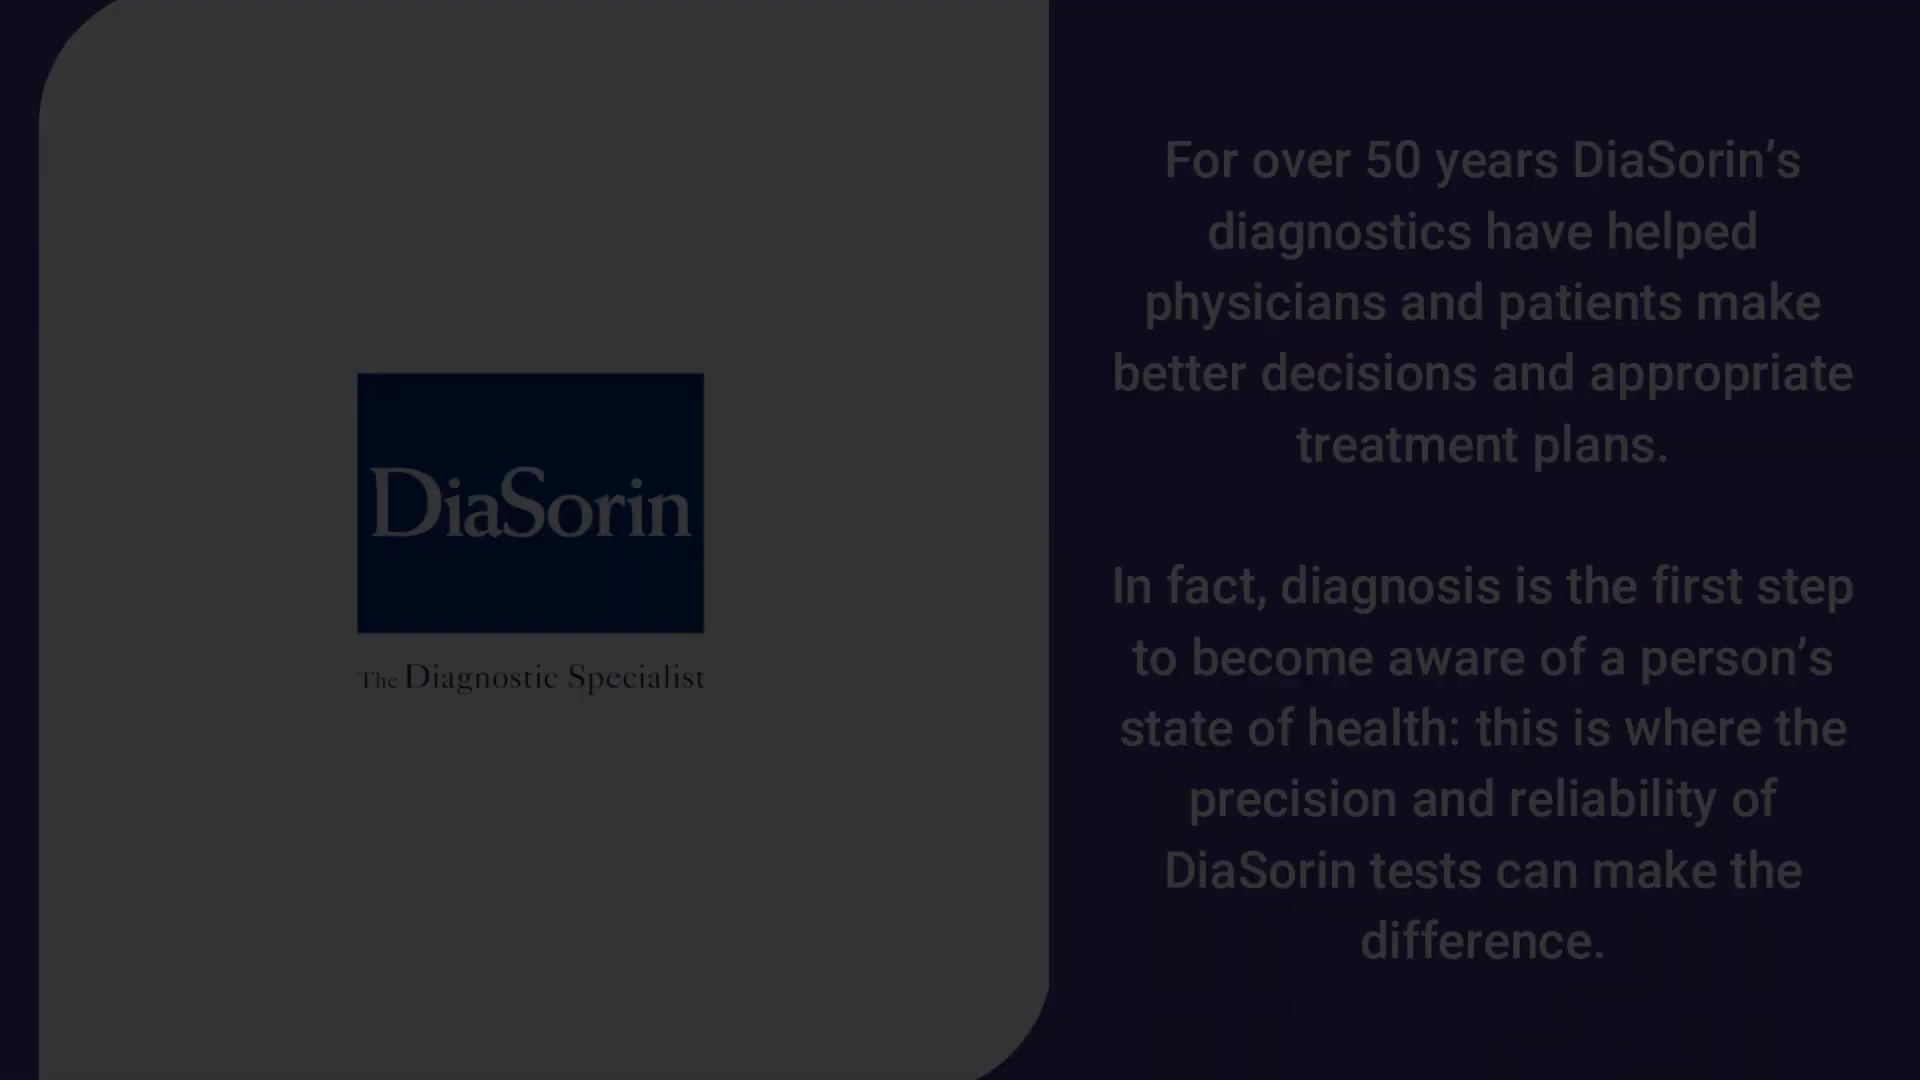 DiaSorin
The Diagnostic Specialist
For over 50 years DiaSorin’s
diagnostics have helped
physicians and patients make
better decisions and appropriate
treatment plans.
In fact, diagnosis is the first step
to become aware of a person’s
state of health: this is where the
precision and reliability of
DiaSorin tests can make the
difference.